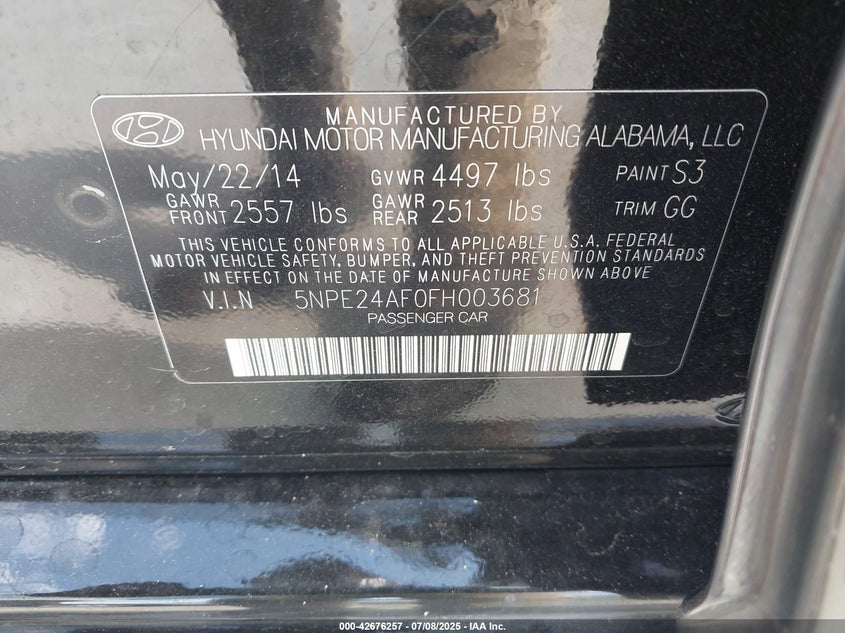 MANUFACTURED BY
HYUNDAI MOTOR MANUFACTURING ALABAMA, LLC
May/22/14 GVWR 4497 lbs PAINT S3
GAWR FRONT 2557 lbs GAWR REAR 2513 lbs TRIM GG
THIS VEHICLE CONFORMS TO ALL APPLICABLE U.S.A. FEDERAL
MOTOR VEHICLE SAFETY, BUMPER, AND THEFT PREVENTION STANDARDS
IN EFFECT ON THE DATE OF MANUFACTURE SHOWN ABOVE
V.I.N 5NPE24AF0FH003681
PASSENGER CAR
000-42676257 - 07/08/2025 - IAA Inc.